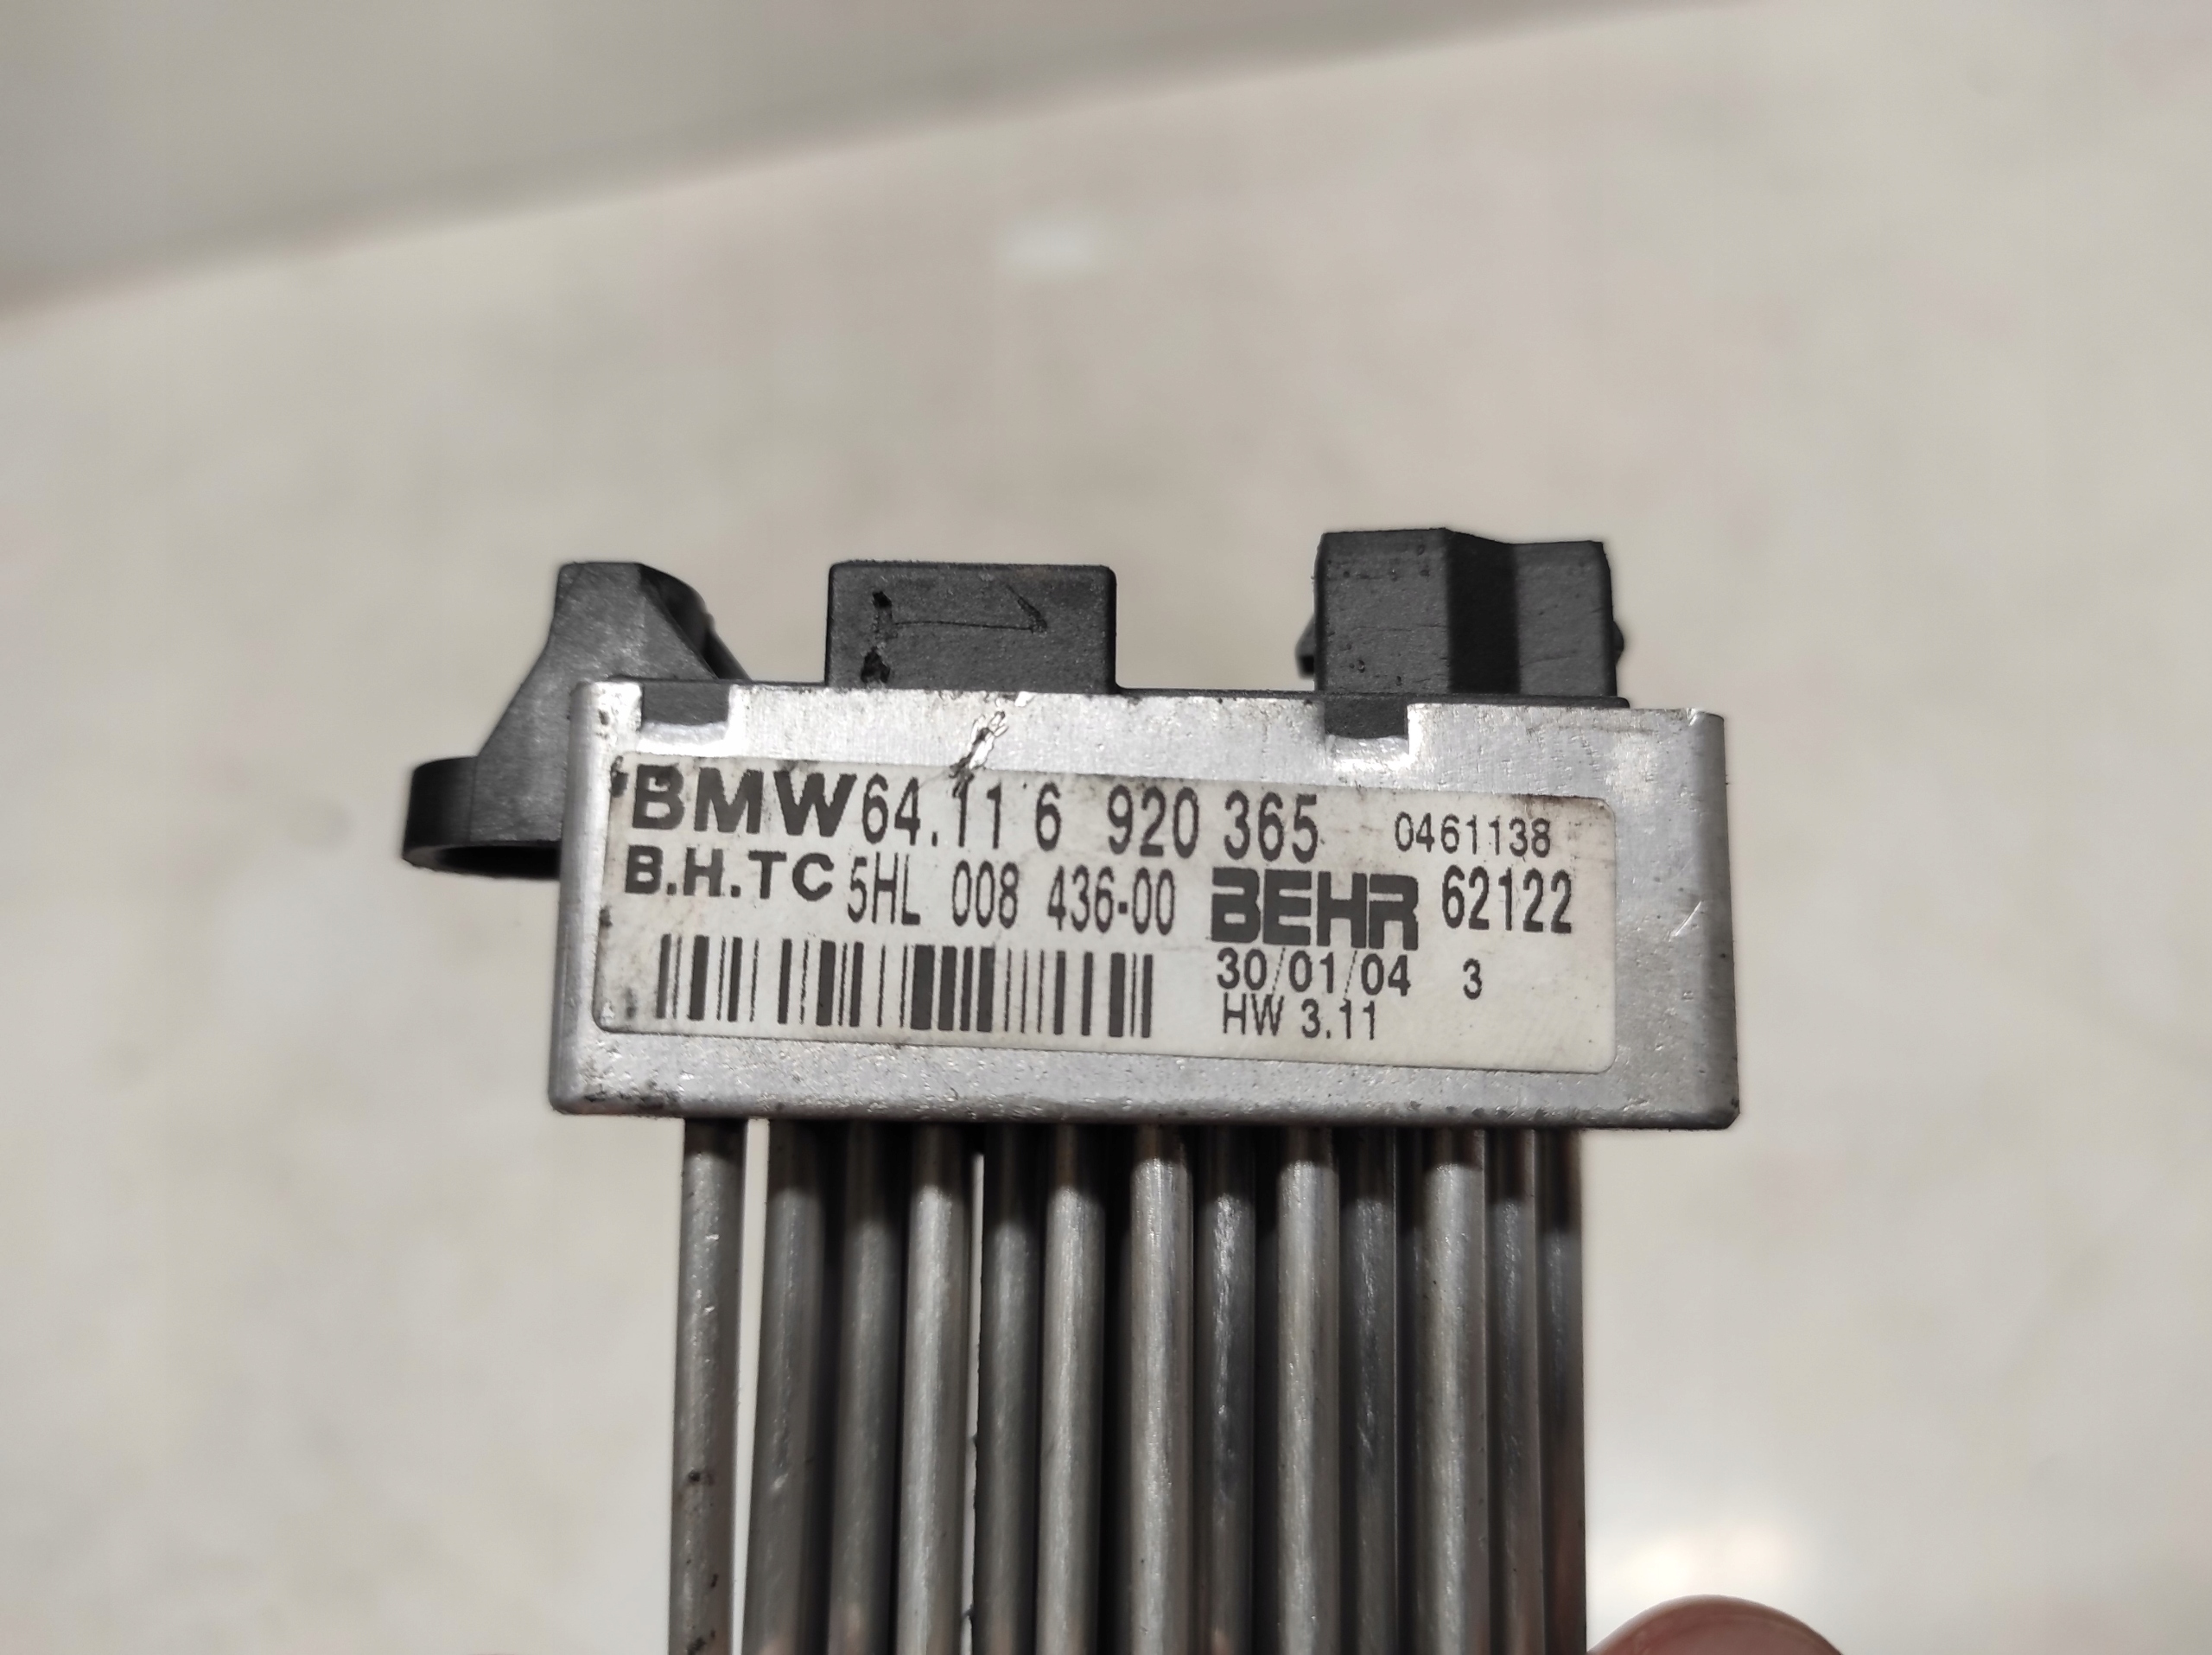 BMW 64.11 6 920 365 0461138
B.H.TC 5HL 008 436-00 BEHR 62122
30/01/04 3
HW 3.11